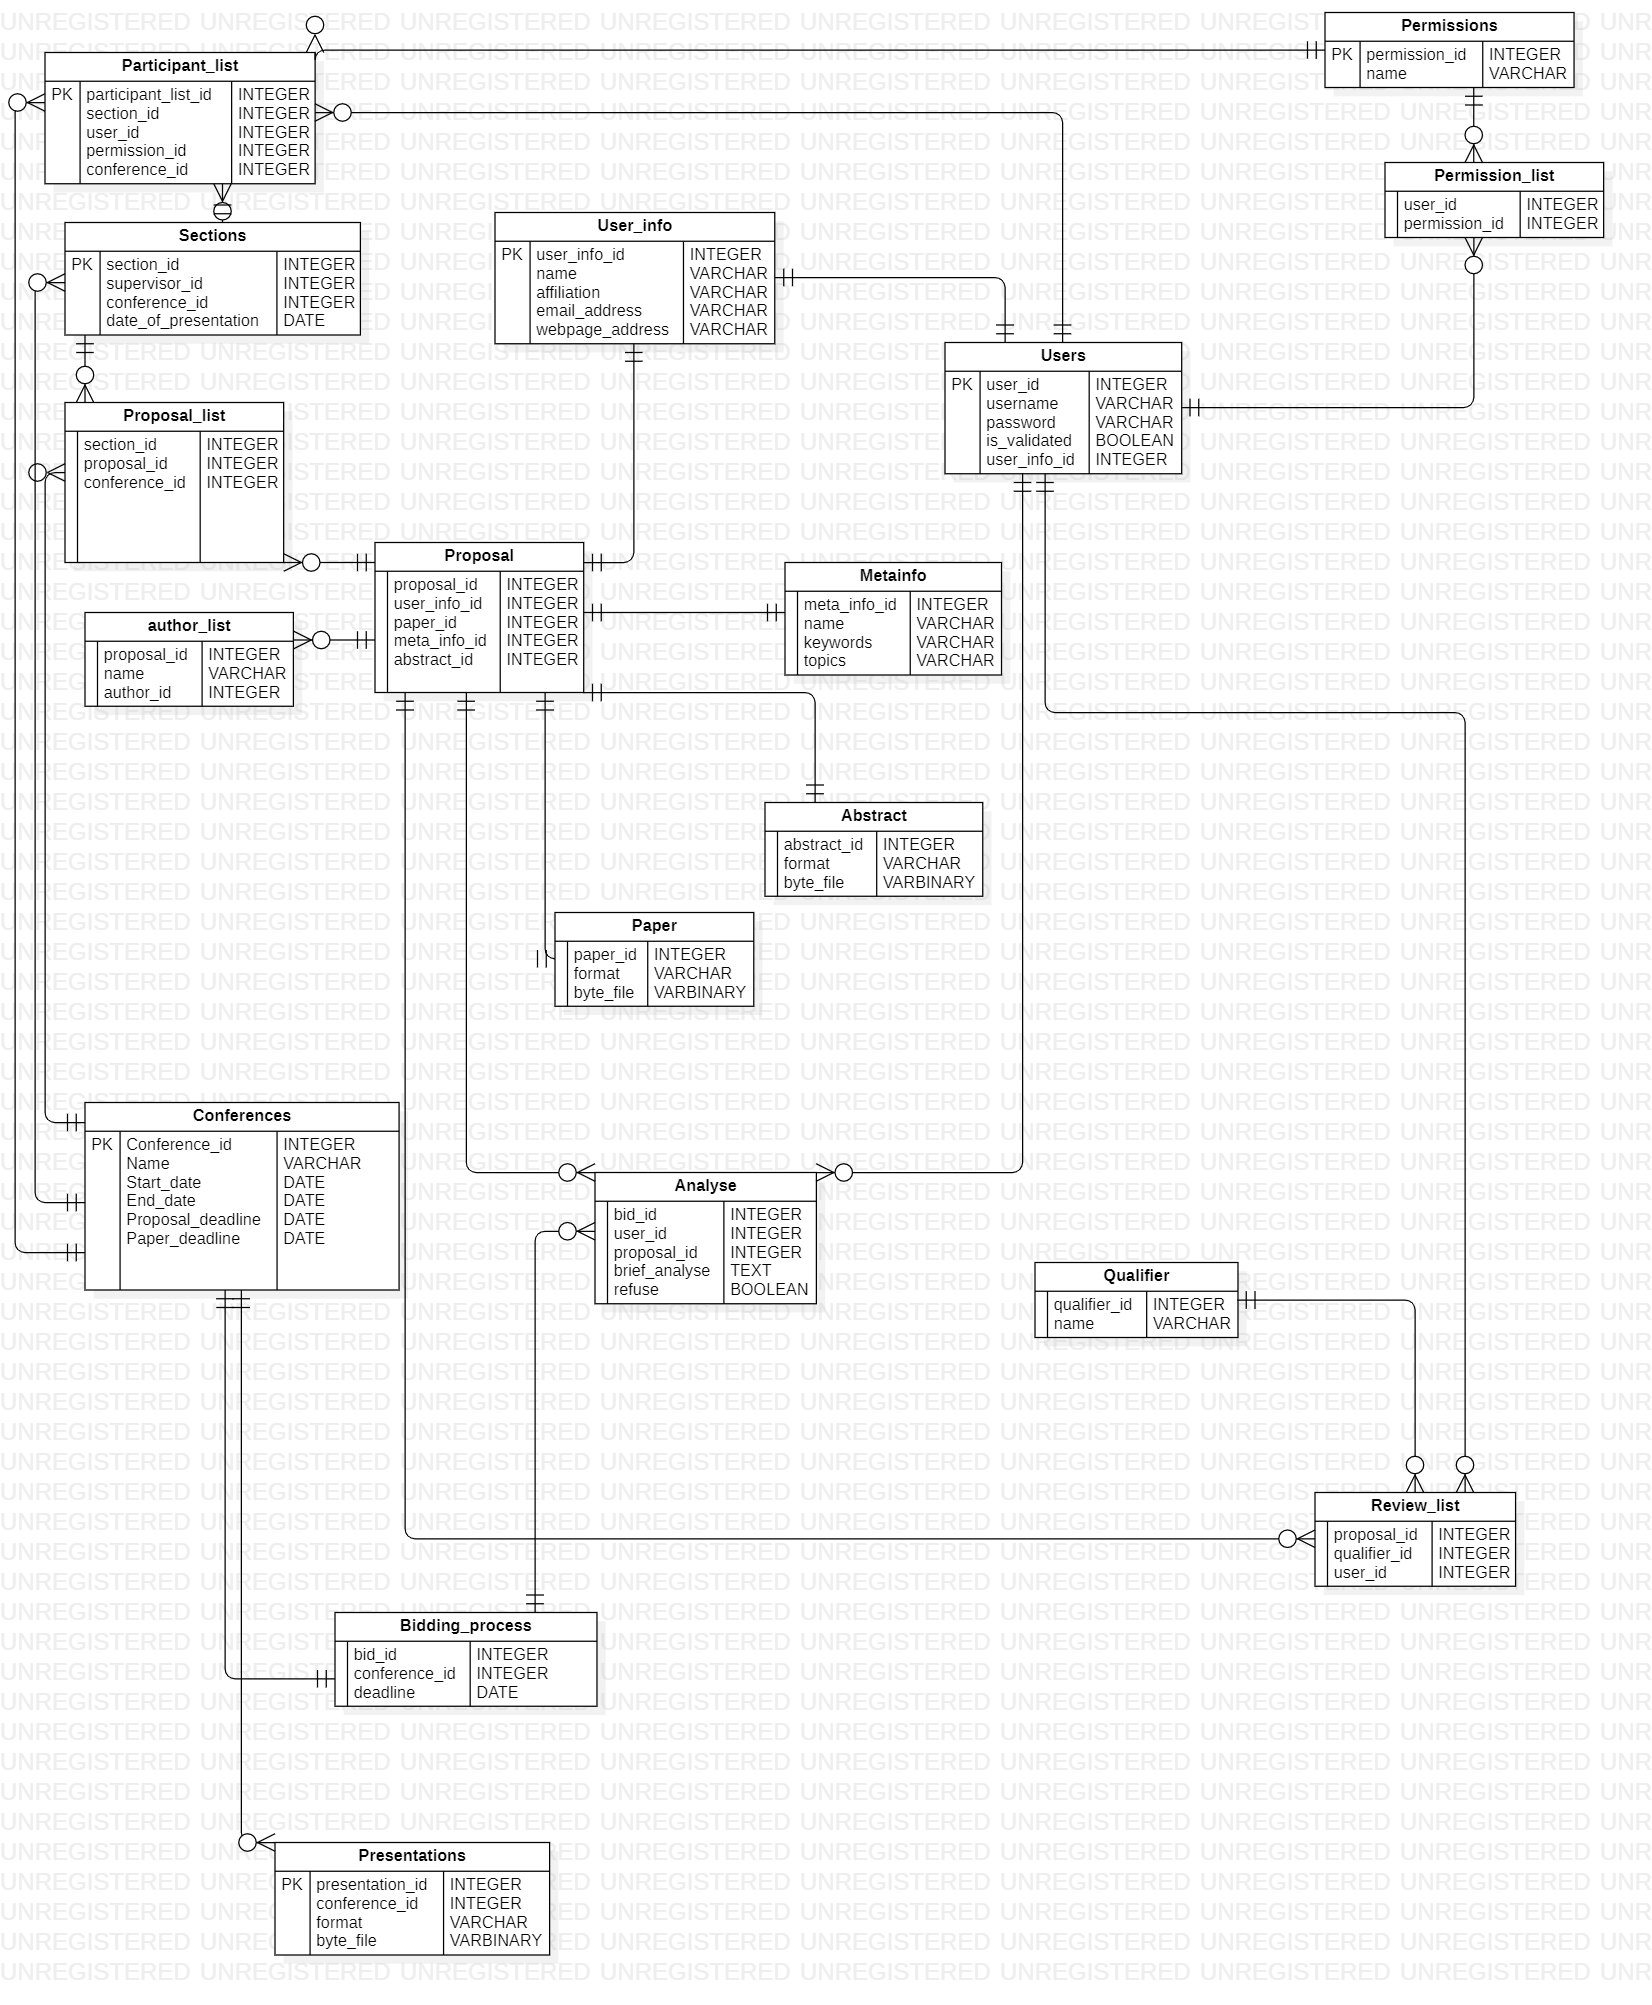 Permissions
PK permission_id INTEGER
name VARCHAR
Participant_list
PK participant_list_id INTEGER
section_id INTEGER
user_id INTEGER
permission_id INTEGER
conference_id INTEGER
Permission_list
user_id INTEGER
permission_id INTEGER
Sections
PK section_id INTEGER
supervisor_id INTEGER
conference_id INTEGER
date_of_presentation DATE
User_info
PK user_info_id INTEGER
name VARCHAR
affiliation VARCHAR
email_address VARCHAR
webpage_address VARCHAR
Users
PK user_id INTEGER
username VARCHAR
password VARCHAR
is_validated BOOLEAN
user_info_id INTEGER
Proposal_list
section_id INTEGER
proposal_id INTEGER
conference_id INTEGER
Proposal
proposal_id INTEGER
user_info_id INTEGER
paper_id INTEGER
meta_info_id INTEGER
abstract_id INTEGER
Metainfo
meta_info_id INTEGER
name VARCHAR
keywords VARCHAR
topics VARCHAR
author_list
proposal_id INTEGER
name VARCHAR
author_id INTEGER
Abstract
abstract_id INTEGER
format VARCHAR
byte_file VARBINARY
Paper
paper_id INTEGER
format VARCHAR
byte_file VARBINARY
Conferences
PK Conference_id INTEGER
Name VARCHAR
Start_date DATE
End_date DATE
Proposal_deadline DATE
Paper_deadline DATE
Analyse
bid_id INTEGER
user_id INTEGER
proposal_id INTEGER
brief_analyse TEXT
refuse BOOLEAN
Qualifier
qualifier_id INTEGER
name VARCHAR
Review_list
proposal_id INTEGER
qualifier_id INTEGER
user_id INTEGER
Bidding_process
bid_id INTEGER
conference_id INTEGER
deadline DATE
Presentations
PK presentation_id INTEGER
conference_id INTEGER
format VARCHAR
byte_file VARBINARY
UNREGISTERED